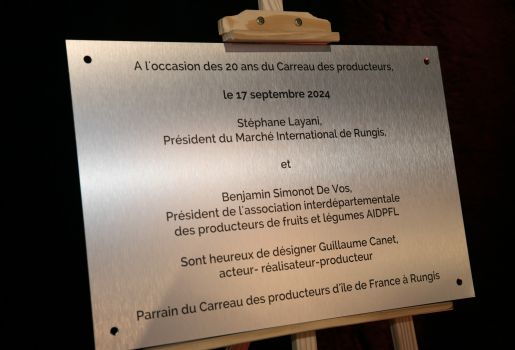 A l'occasion des 20 ans du Carreau des producteurs,
le 17 septembre 2024
Stéphane Layani,
Président du Marché International de Rungis,
et
Benjamin Simonot De Vos,
Président de l'association interdépartementale
des producteurs de fruits et légumes AIDPFL
Sont heureux de désigner Guillaume Canet,
acteur- réalisateur-producteur
Parrain du Carreau des producteurs d'île de France à Rungis